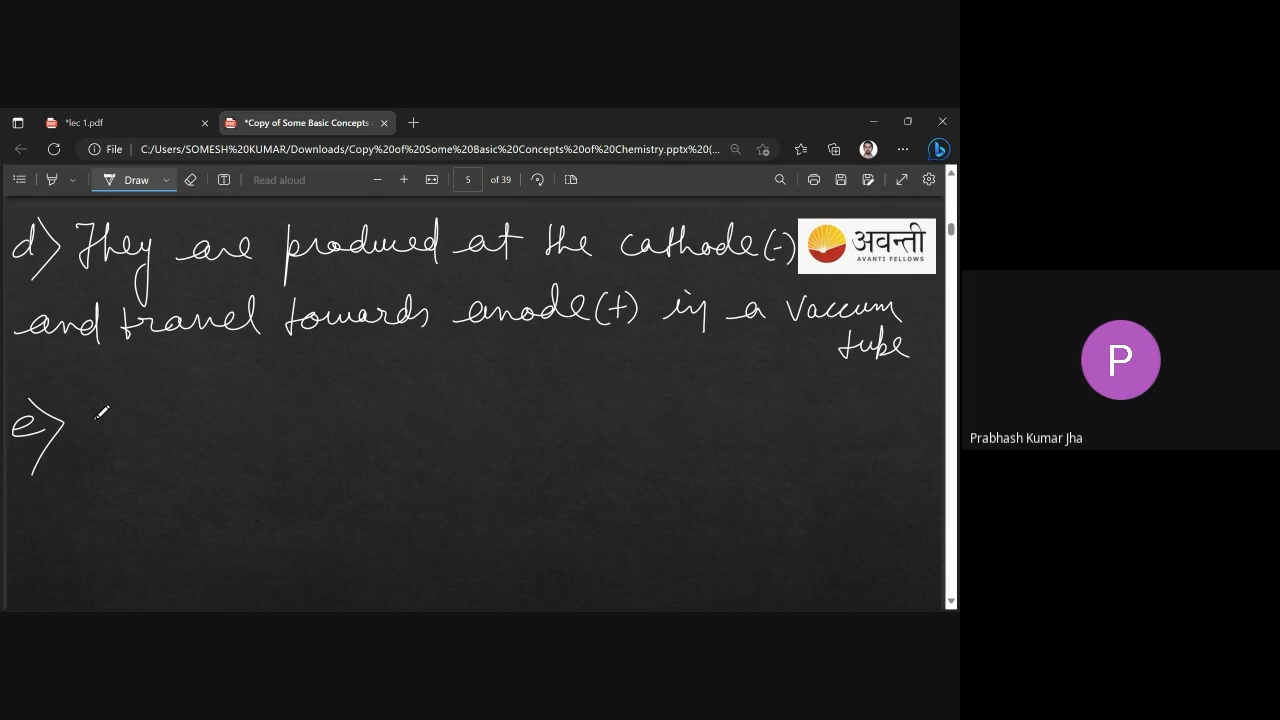 *lec 1.pdf
*Copy of Some Basic Concepts
File
C:/Users/SOMESH%20KUMAR/Downloads/Copy%20of%20Some%20Basic%20Concepts%20of%20Chemistry.pptx%20(...
Draw
Read aloud
5
of 39
d) They are produced at the cathode(-)
अवन्ती
AVANTI FELLOWS
and travel towards anode(+) in a vaccum
tube
e)
P
Prabhash Kumar Jha